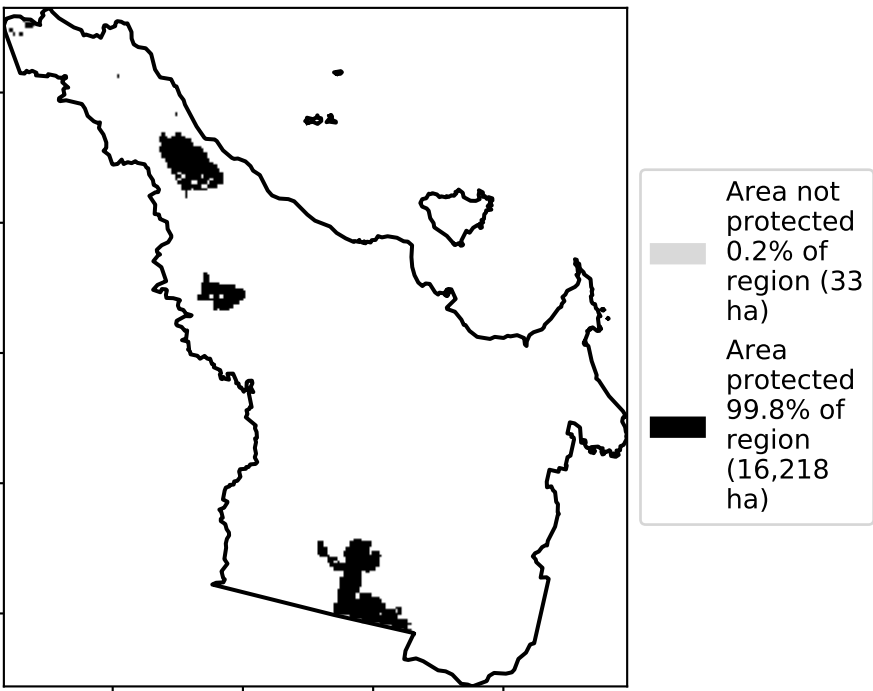 Area not
protected
0.2% of
region (33
ha)
Area
protected
99.8% of
region
(16,218
ha)